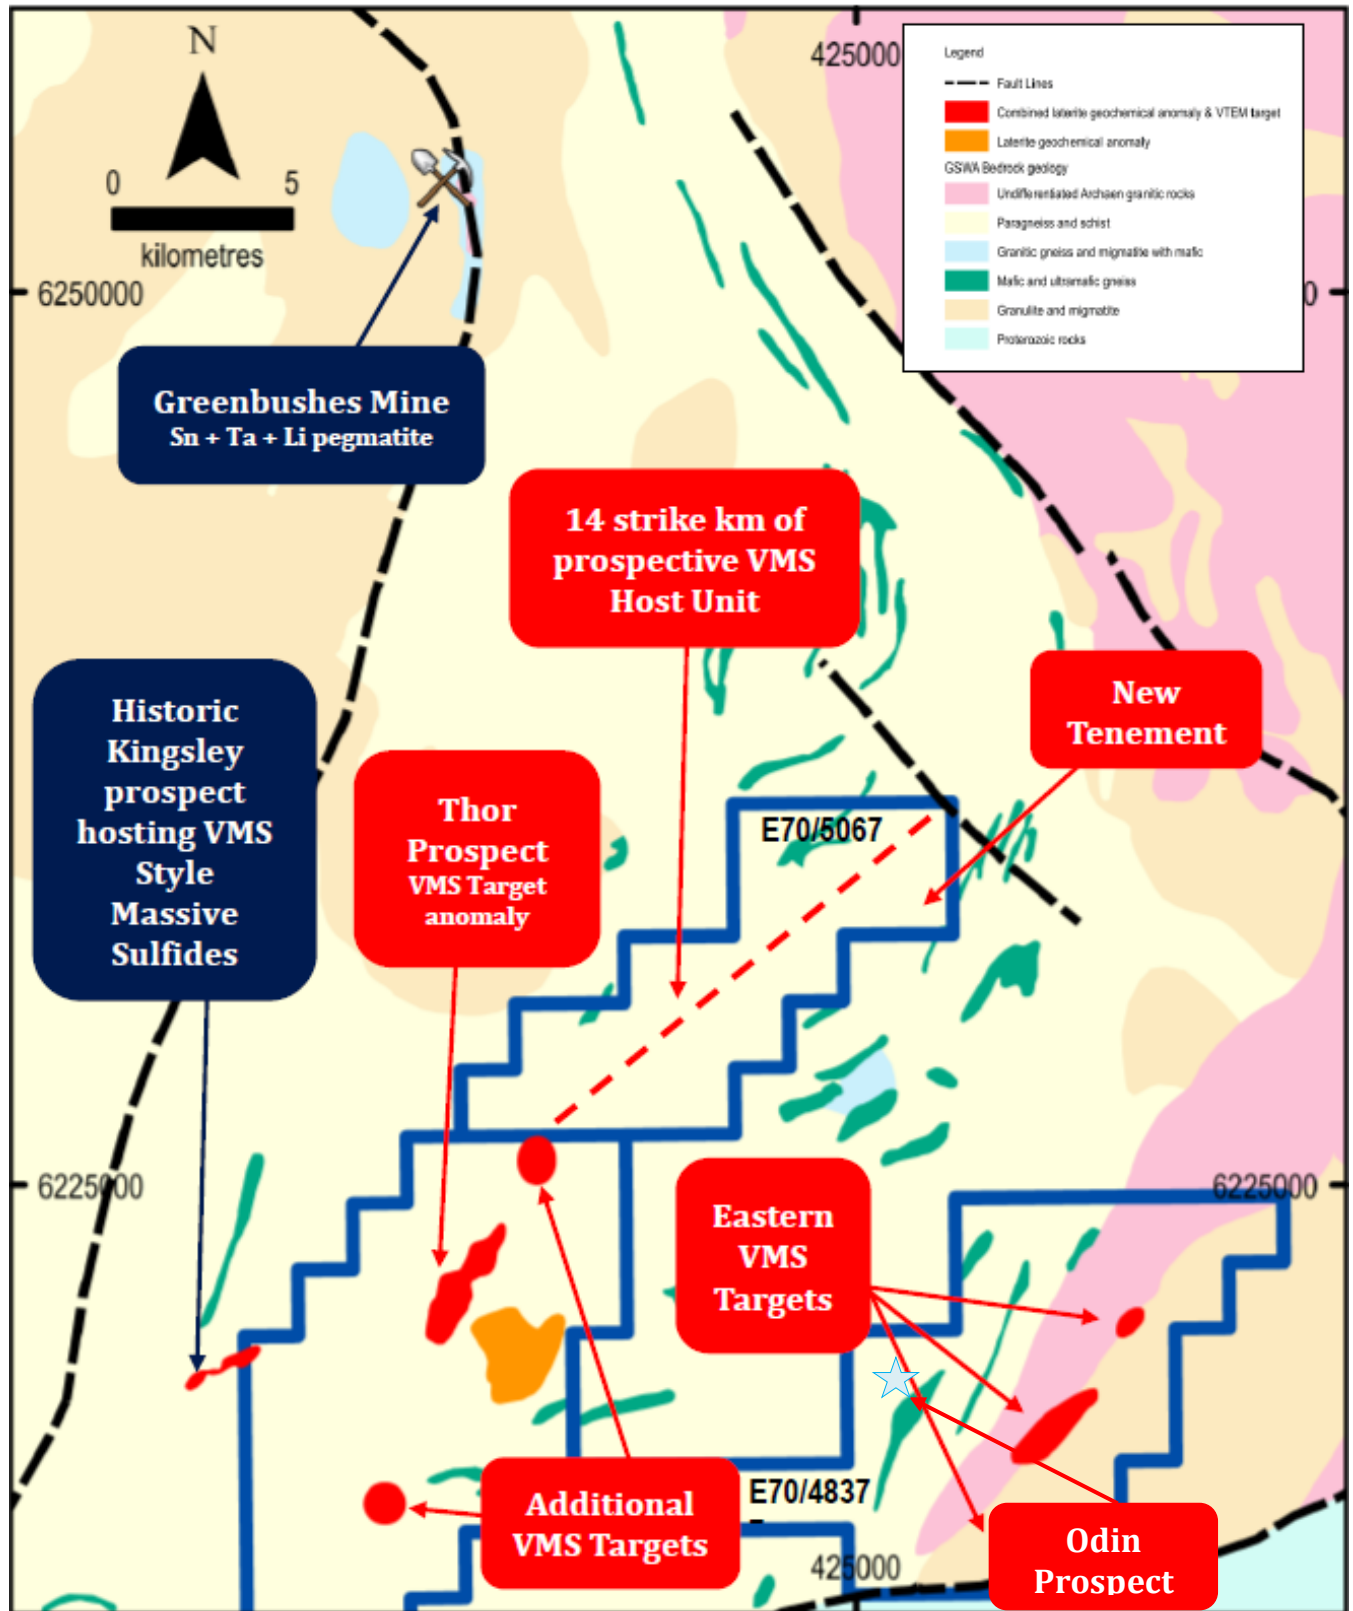 N
0 5
kilometres
425000
Legend
Fault Lines
Combined laterite geochemical anomaly & VTEM target
Laterite geochemical anomaly
GSWA Bedrock geology
Undifferentiated Archaen granitic rocks
Paragneiss and schist
Granitic gneiss and migmatite with mafic
Mafic and ultramafic gneiss
Granulite and migmatite
Proterozoic rocks
6250000
0
Greenbushes Mine
Sn + Ta + Li pegmatite
14 strike km of
prospective VMS
Host Unit
New
Tenement
Historic
Kingsley
prospect
hosting VMS
Style
Massive
Sulfides
Thor
Prospect
VMS Target
anomaly
E70/5067
6225000
6225000
Eastern
VMS
Targets
Additional
VMS Targets
E70/4837
425000
Odin
Prospect